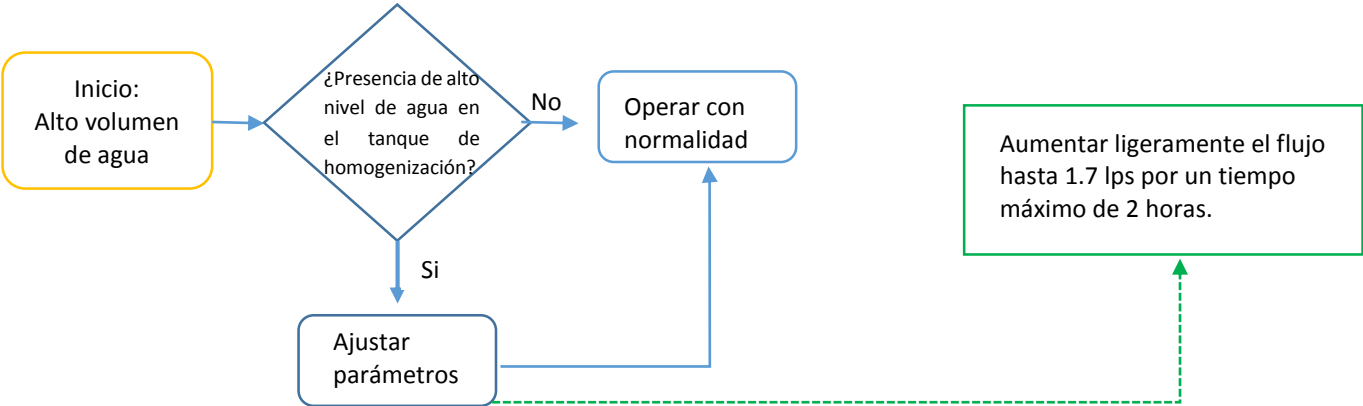 Inicio:
Alto volumen
de agua
¿Presencia de alto
nivel de agua en
el tanque de
homogenización?
No
Operar con
normalidad
Aumentar ligeramente el flujo
hasta 1.7 lps por un tiempo
máximo de 2 horas.
Si
Ajustar
parámetros